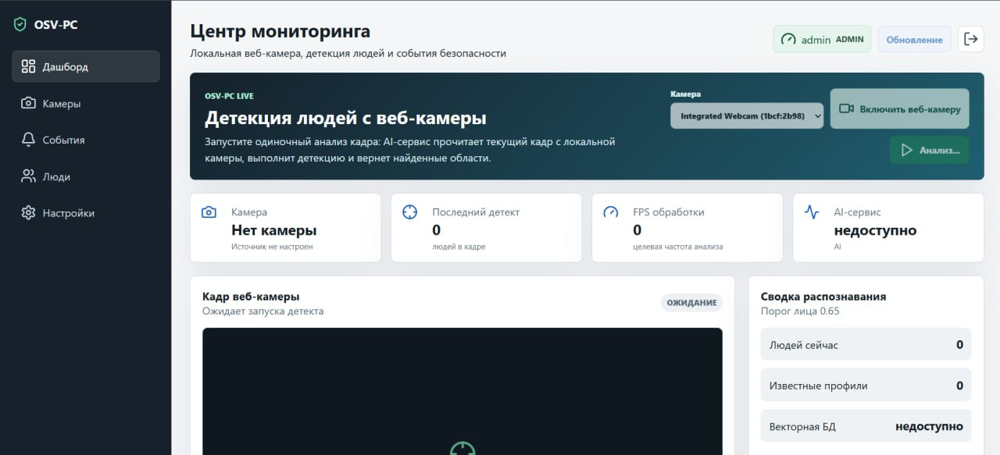 OSV-PC
Дашборд
Камеры
События
Люди
Настройки
Центр мониторинга
Локальная веб-камера, детекция людей и события безопасности
admin ADMIN
Обновление
OSV-PC LIVE
Детекция людей с веб-камеры
Запустите одиночный анализ кадра: AI-сервис прочитает текущий кадр с локальной
камеры, выполнит детекцию и вернет найденные области.
Камера
Integrated Webcam (1bcf:2b98)
Включить веб-камеру
Анализ...
Камера
Нет камеры
Источник не настроен
Последний детект
0
людей в кадре
FPS обработки
0
целевая частота анализа
AI-сервис
недоступно
AI
Кадр веб-камеры
Ожидает запуска детекта
ОЖИДАНИЕ
Сводка распознавания
Порог лица 0.65
Людей сейчас 0
Известные профили 0
Векторная БД недоступно